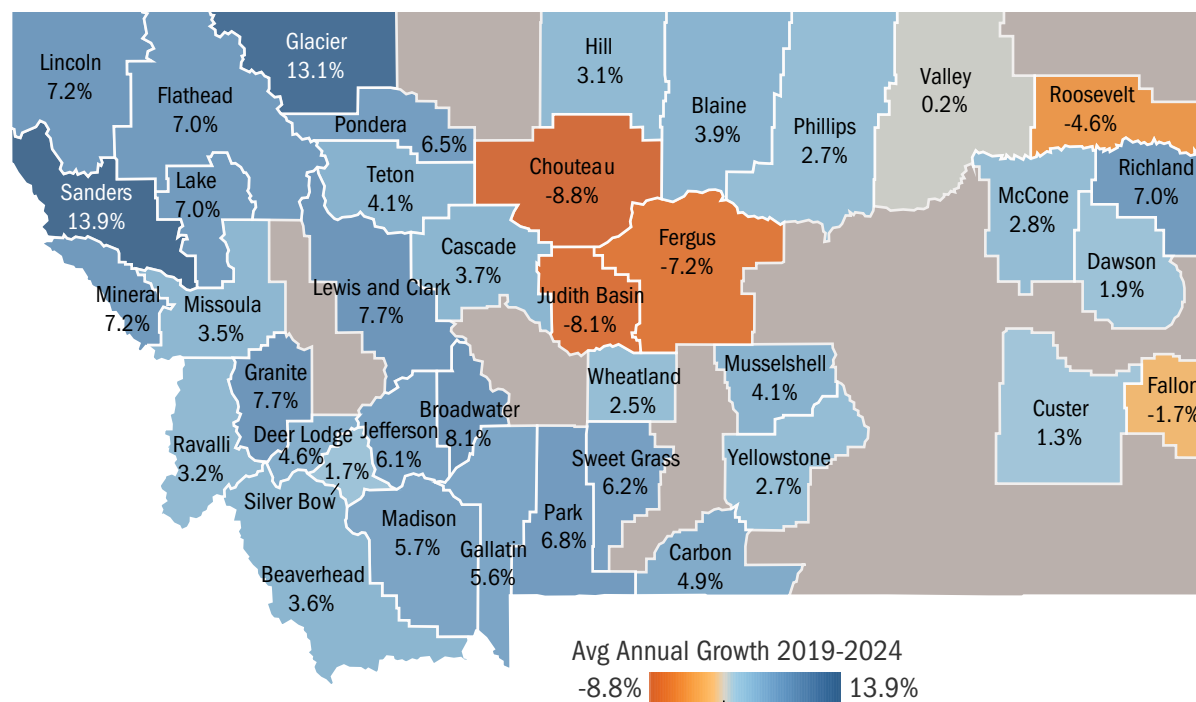 Glacier
13.1%
Lincoln
7.2%
Flathead
7.0%
Hill
3.1%
Blaine
3.9%
Phillips
2.7%
Valley
0.2%
Roosevelt
-4.6%
Pondera
6.5%
Chouteau
-8.8%
Richland
7.0%
Sanders
13.9%
Lake
7.0%
Teton
4.1%
McCone
2.8%
Cascade
3.7%
Fergus
-7.2%
Dawson
1.9%
Mineral
7.2%
Missoula
3.5%
Lewis and Clark
7.7%
Judith Basin
-8.1%
Granite
7.7%
Wheatland
2.5%
Musselshell
4.1%
Fallon
-1.7%
Custer
1.3%
Ravalli
3.2%
Deer Lodge
4.6%
Jefferson
6.1%
Broadwater
8.1%
1.7%
Silver Bow
Sweet Grass
6.2%
Yellowstone
2.7%
Madison
5.7%
Gallatin
5.6%
Park
6.8%
Carbon
4.9%
Beaverhead
3.6%
Avg Annual Growth 2019-2024
-8.8% 13.9%